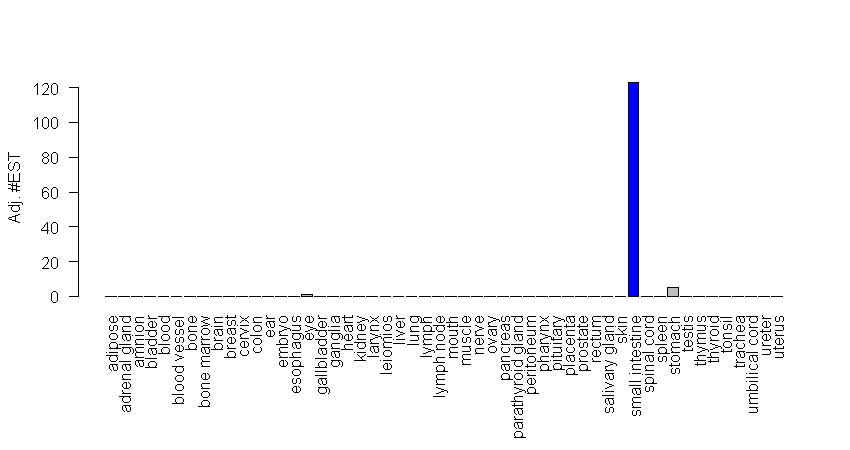 Adj. #EST
120
100
80
60
40
20
0
adipose
adrenal gland
amnion
bladder
blood
blood vessel
bone
bone marrow
brain
breast
cervix
colon
ear
embryo
esophagus
eye
gallbladder
ganglia
heart
kidney
larynx
leiomios
liver
lung
lymph
lymph node
mouth
muscle
nerve
ovary
pancreas
parathyroid gland
peritoneum
pharynx
pituitary
placenta
prostate
rectum
salivary gland
skin
small intestine
spinal cord
spleen
stomach
testis
thymus
thyroid
tonsil
trachea
umbilical cord
ureter
uterus